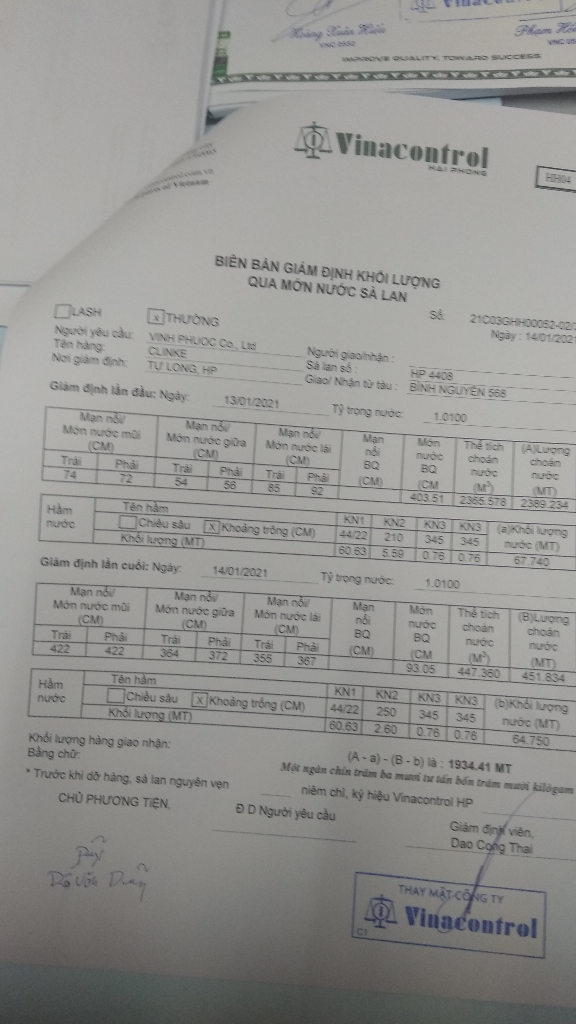 Hoàng Xuân Hiếu
VNC 0552
IMPROVE QUALITY, TOWARD SUCCESS
Vinacontrol
HAI PHONG
HH04
BIÊN BẢN GIÁM ĐỊNH KHỐI LƯỢNG
QUA MỚN NƯỚC SÀ LAN
LASH
x THƯỜNG
Số: 21C03GHH00052-02/
Ngày : 14/01/2021
Người yêu cầu: VINH PHUOC Co., Ltd
Người giao/nhận :
Tên hàng: CLINKE
Sà lan số : HP 4408
Nơi giám định: TỰ LONG, HP
Giao/ Nhận từ tàu : BÌNH NGUYÊN 568
Giám định lần đầu: Ngày: 13/01/2021 Tỷ trọng nước: 1.0100
Mạn nổi/ Mớn nước mũi (CM) Mạn nổi/ Mớn nước giữa (CM) Mạn nổi/ Mớn nước lái (CM) Mạn nổi BQ (CM) Mớn nước BQ (CM Thể tích choán nước (M³) (A)Lượng choán nước (MT)
Trái Phải Trái Phải Trái Phải
74 72 54 56 85 92 403.51 2365.578 2389.234
Hầm nước Tên hầm KN1 KN2 KN3 KN3 (a)Khối lượng nước (MT)
Chiều sâu x Khoảng trống (CM) 44/22 210 345 345
Khối lượng (MT) 60.63 5.59 0.76 0.76 67.740
Giám định lần cuối: Ngày: 14/01/2021 Tỷ trọng nước: 1.0100
Mạn nổi/ Mớn nước mũi (CM) Mạn nổi/ Mớn nước giữa (CM) Mạn nổi/ Mớn nước lái (CM) Mạn nổi BQ (CM) Mớn nước BQ (CM Thể tích choán nước (M³) (B)Lượng choán nước (MT)
Trái Phải Trái Phải Trái Phải
422 422 364 372 355 367 93.05 447.360 451.834
Hầm nước Tên hầm KN1 KN2 KN3 KN3 (b)Khối lượng nước (MT)
Chiều sâu x Khoảng trống (CM) 44/22 250 345 345
Khối lượng (MT) 60.63 2.60 0.76 0.76 64.750
Khối lượng hàng giao nhận: (A - a) - (B - b) là : 1934.41 MT
Bằng chữ: Một ngàn chín trăm ba mươi tư tấn bốn trăm mười kilôgam
* Trước khi dỡ hàng, sà lan nguyên vẹn niêm chì, ký hiệu Vinacontrol HP
CHỦ PHƯƠNG TIỆN,
Đ D Người yêu cầu
Giám định viên,
Dao Cong Thai
THAY MẶT CÔNG TY
Vinacontrol